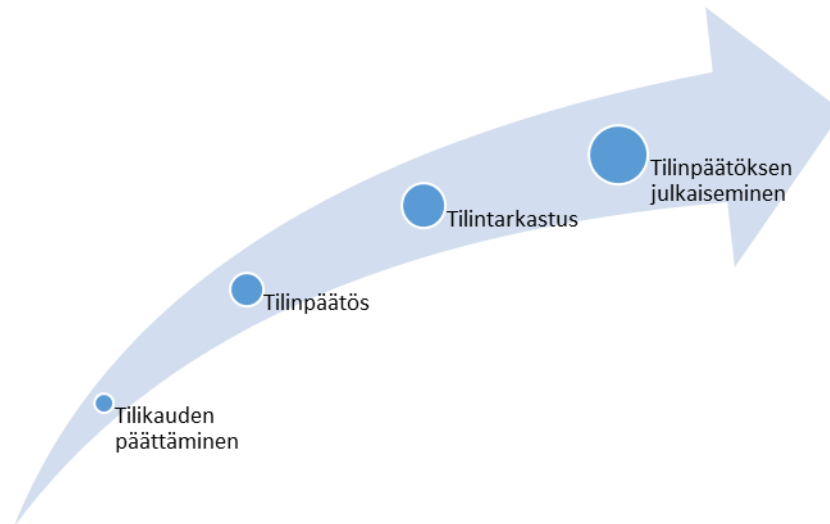 Tilinpäätöksen
julkaiseminen
Tilintarkastus
Tilinpäätös
Tilikauden
päättäminen